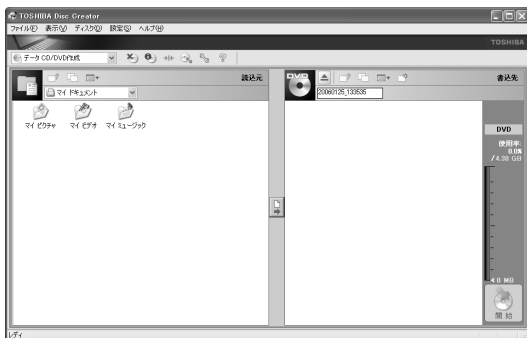 TOSHIBA Disc Creator
ファイル(F) 表示(V) ディスク(D) 設定(S) ヘルプ(H)
TOSHIBA
データCD/DVD作成
読込元
マイ ドキュメント
マイ ピクチャ マイ ビデオ マイ ミュージック
DVD
書込先
20060125_133535
DVD
使用率:
0.0%
/ 4.38 GB
0 MB
開始
レディ